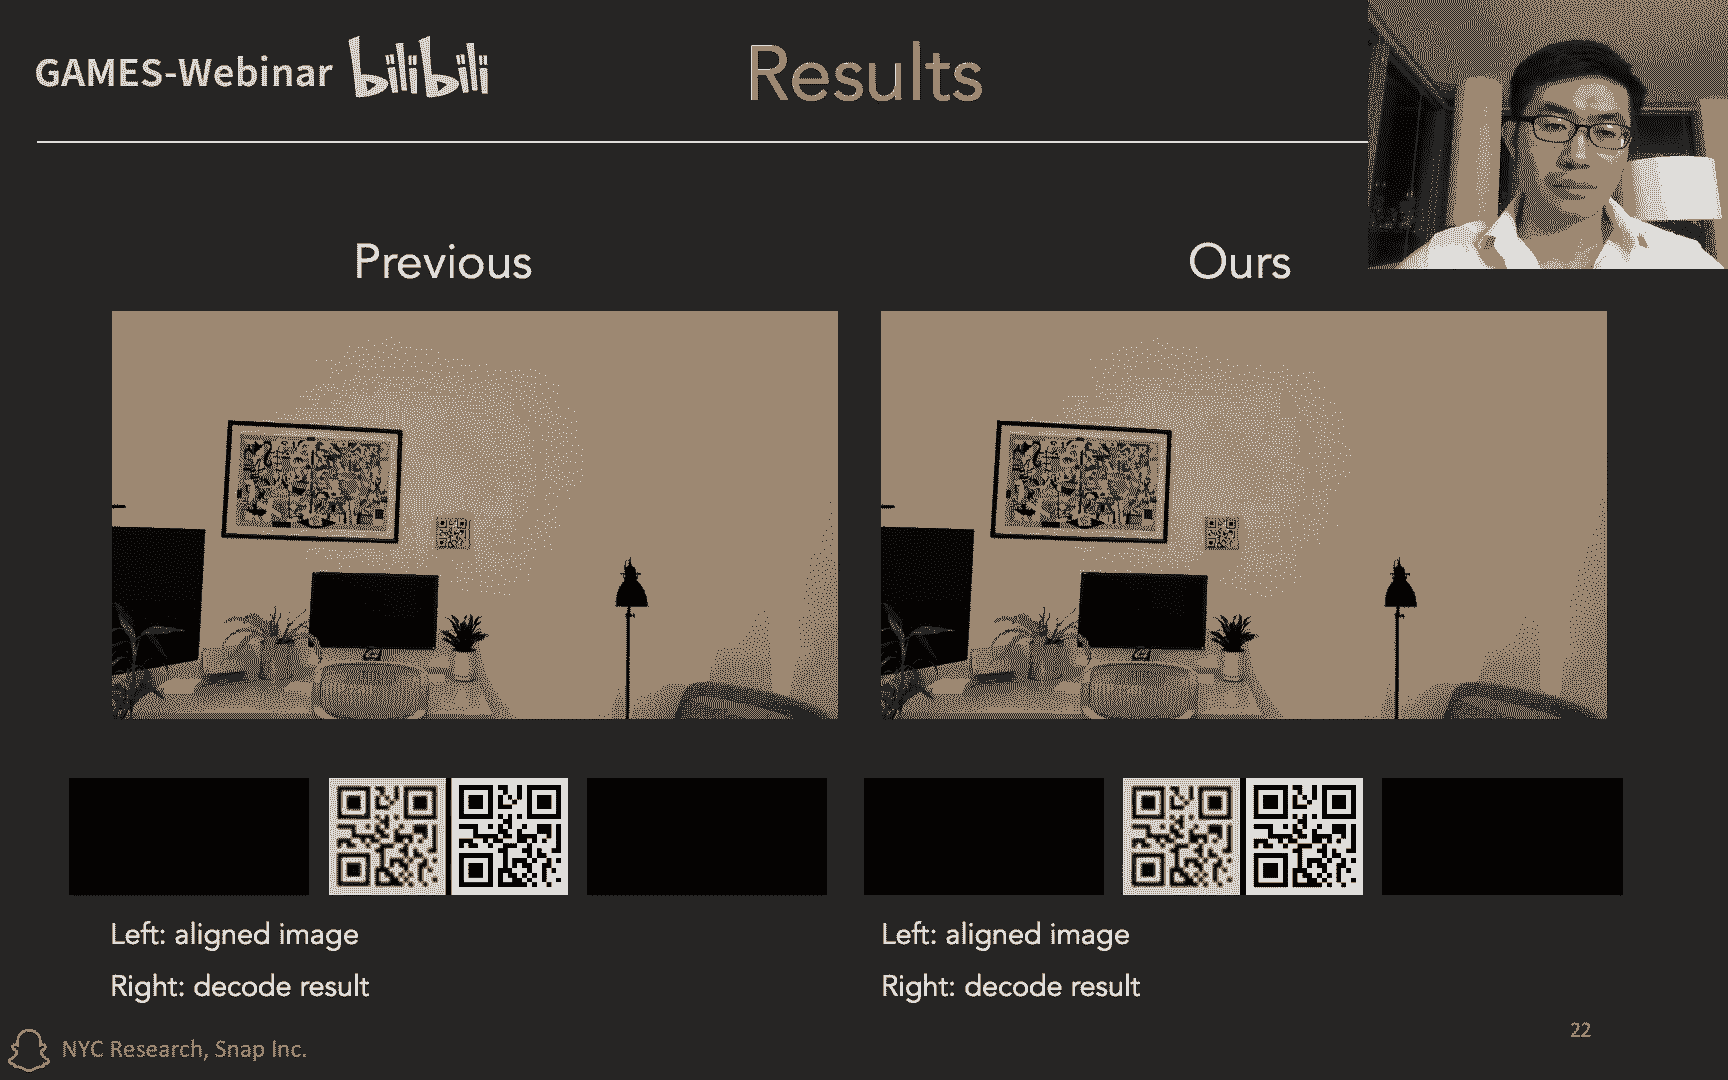 GAMES-Webinar bilibili
Results
Previous
Ours
Left: aligned image
Right: decode result
Left: aligned image
Right: decode result
22
NYC Research, Snap Inc.